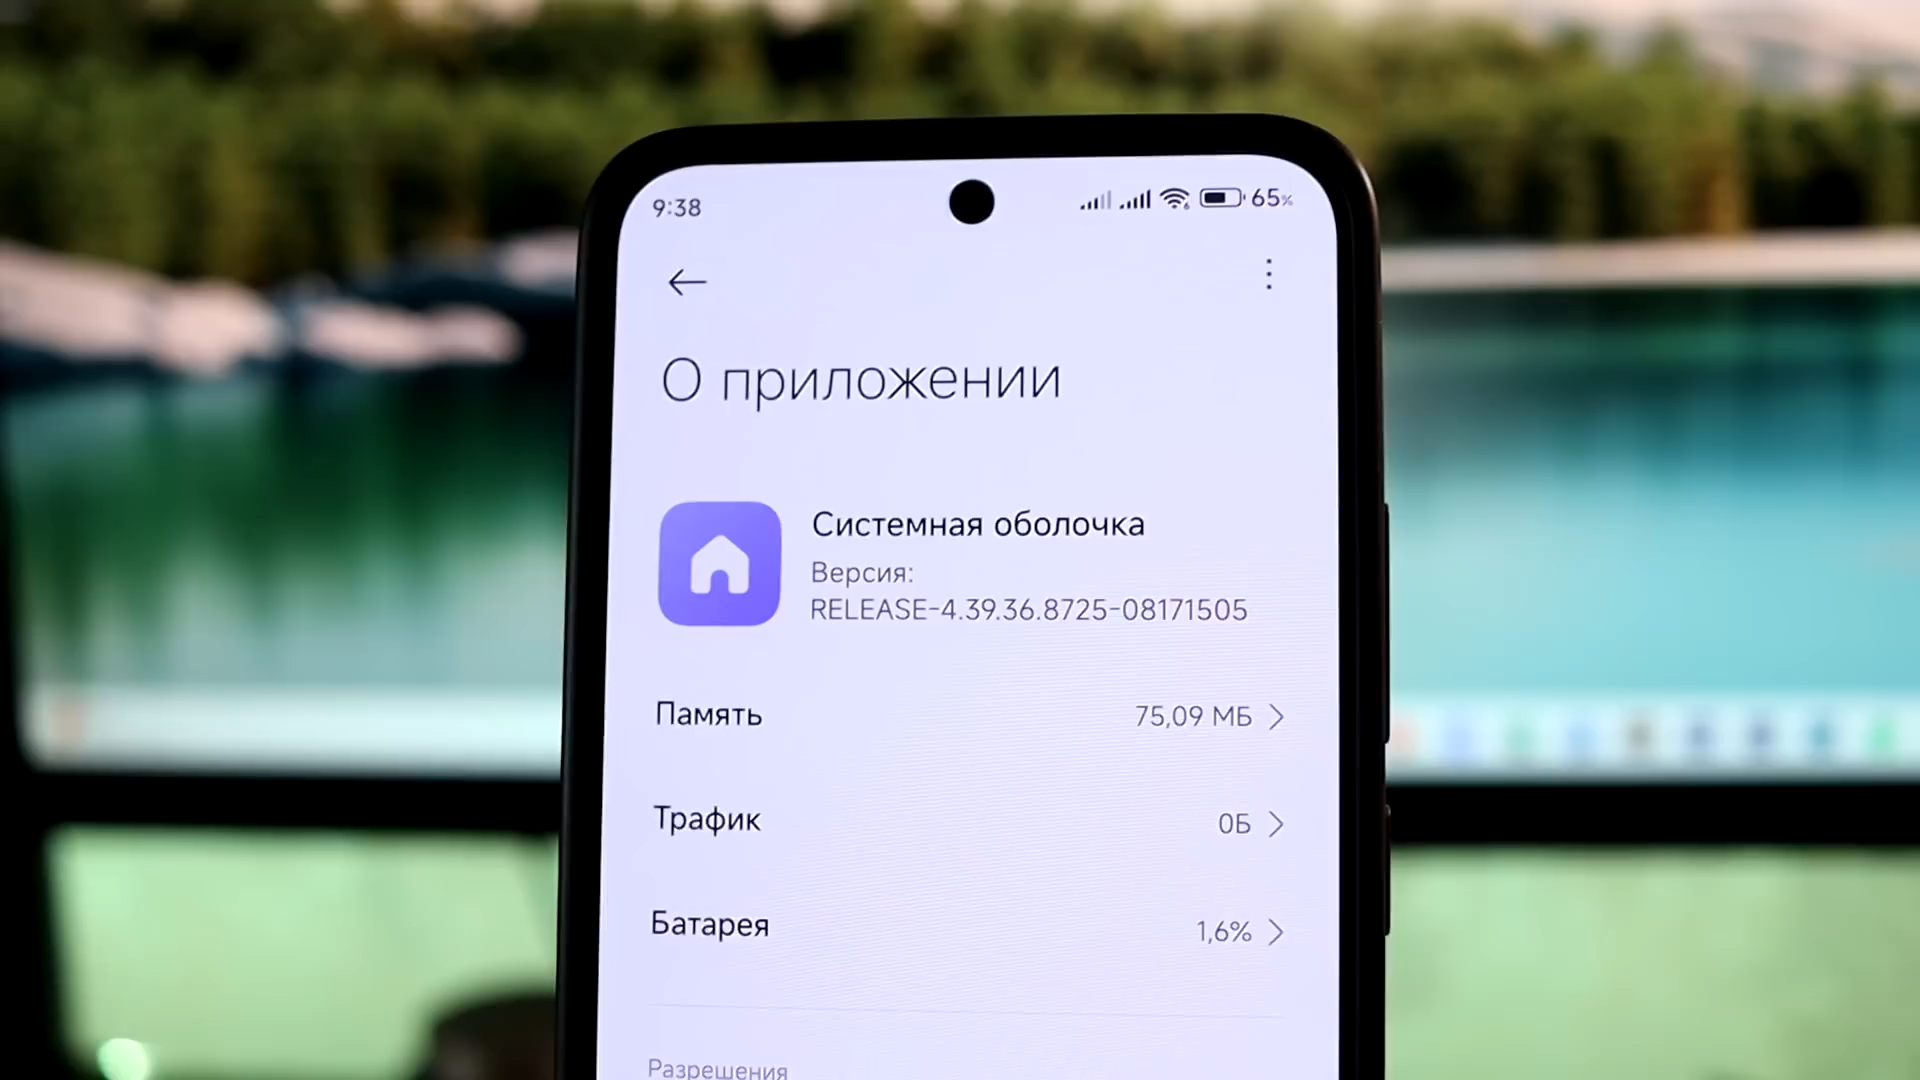 9:38
65%
О приложении
Системная оболочка
Версия:
RELEASE-4.39.36.8725-08171505
Память
75,09 МБ
Трафик
0Б
Батарея
1,6%
Разрешения